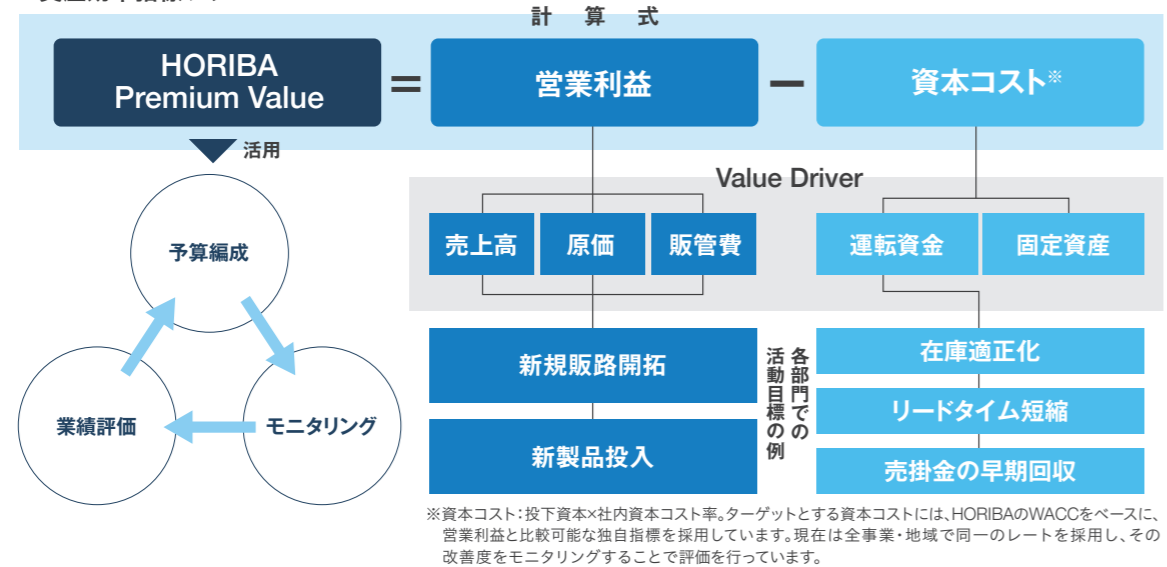 計算式
HORIBA
Premium Value
=
営業利益
−
資本コスト※
活用
Value Driver
予算編成
モニタリング
業績評価
売上高
原価
販管費
運転資金
固定資産
新規販路開拓
新製品投入
各部門での
活動目標の例
在庫適正化
リードタイム短縮
売掛金の早期回収
※資本コスト：投下資本×社内資本コスト率。ターゲットとする資本コストには、HORIBAのWACCをベースに、
営業利益と比較可能な独自指標を採用しています。現在は全事業・地域で同一のレートを採用し、その
改善度をモニタリングすることで評価を行っています。